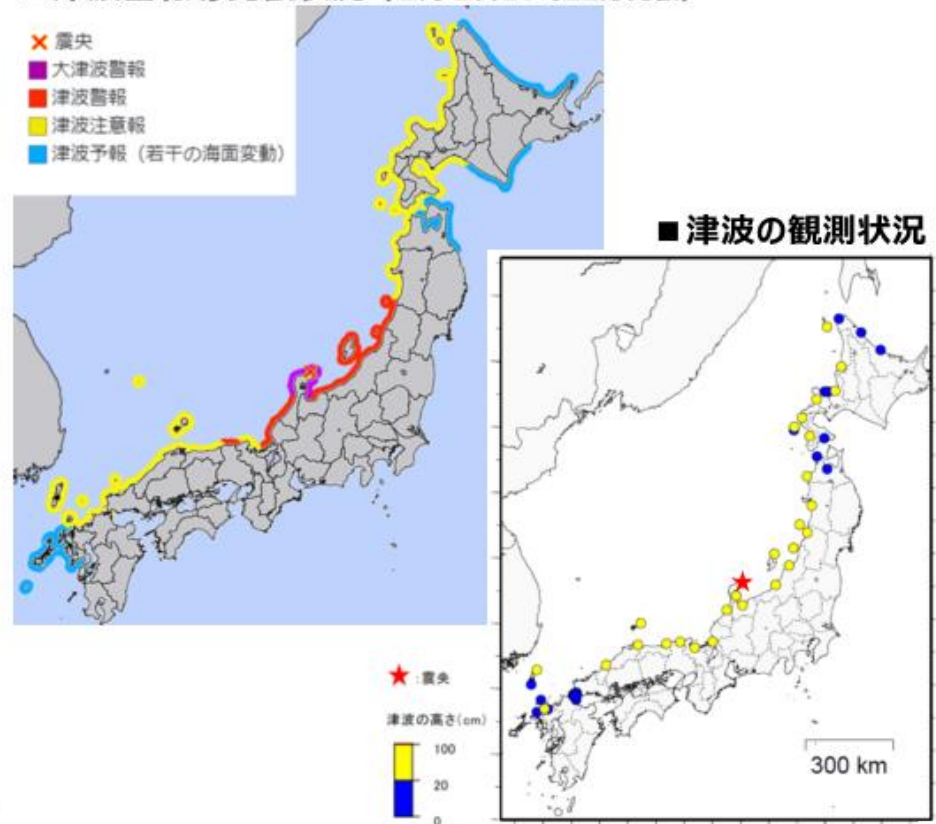 × 震央
大津波警報
津波警報
津波注意報
津波予報（若干の海面変動）
■津波の観測状況
★:震央
津波の高さ(cm)
100
20
0
300 km